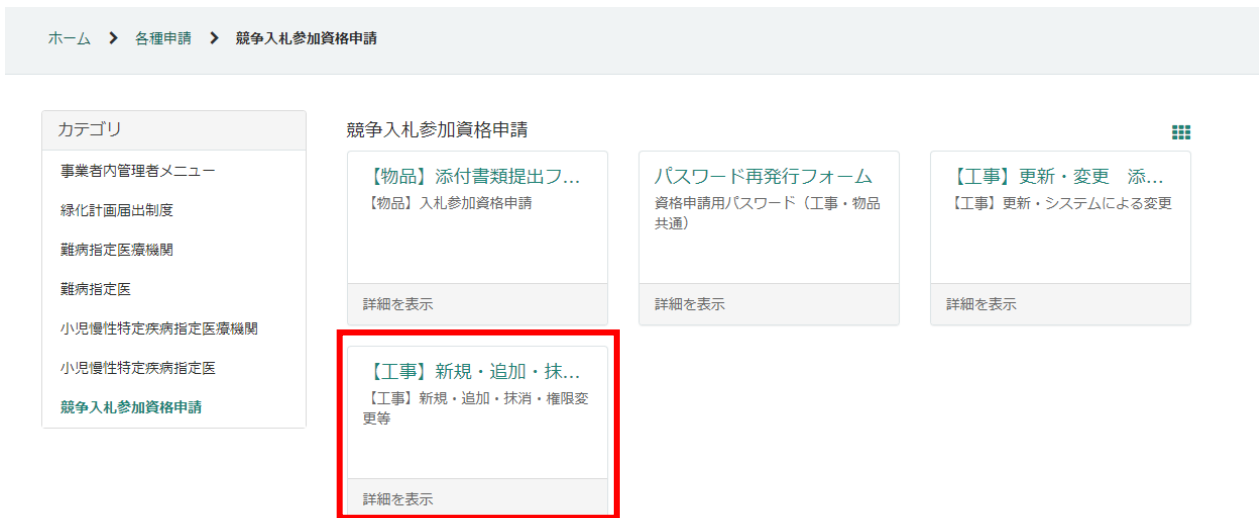 ホーム > 各種申請 > 競争入札参加資格申請
カテゴリ
事業者内管理者メニュー
緑化計画届出制度
難病指定医療機関
難病指定医
小児慢性特定疾病指定医療機関
小児慢性特定疾病指定医
競争入札参加資格申請
競争入札参加資格申請
【物品】添付書類提出フ...
【物品】入札参加資格申請
詳細を表示
パスワード再発行フォーム
資格申請用パスワード（工事・物品
共通）
詳細を表示
【工事】更新・変更　添...
【工事】更新・システムによる変更
詳細を表示
【工事】新規・追加・抹...
【工事】新規・追加・抹消・権限変
更等
詳細を表示